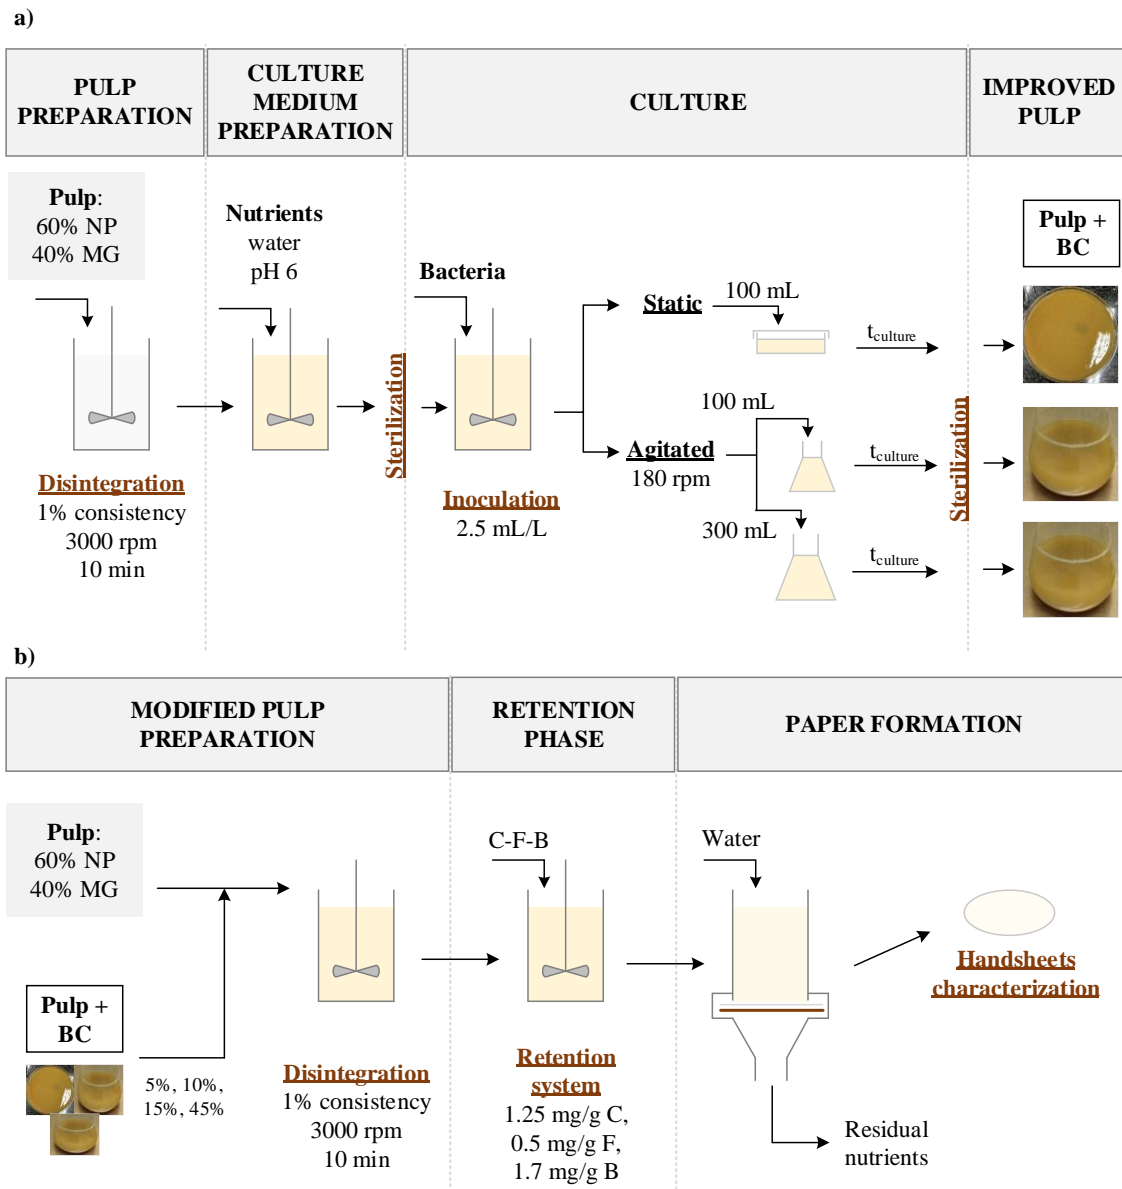 a)
PULP
PREPARATION
CULTURE
MEDIUM
PREPARATION
CULTURE
IMPROVED
PULP
Pulp:
60% NP
40% MG
Disintegration
1% consistency
3000 rpm
10 min
Nutrients
water
pH 6
Sterilization
Bacteria
Inoculation
2.5 mL/L
Static
100 mL
t culture
Agitated
180 rpm
100 mL
t culture
300 mL
t culture
Sterilization
Pulp +
BC
b)
MODIFIED PULP
PREPARATION
RETENTION
PHASE
PAPER FORMATION
Pulp:
60% NP
40% MG
Pulp +
BC
5%, 10%,
15%, 45%
Disintegration
1% consistency
3000 rpm
10 min
C-F-B
Retention
system
1.25 mg/g C,
0.5 mg/g F,
1.7 mg/g B
Water
Residual
nutrients
Handsheets
characterization